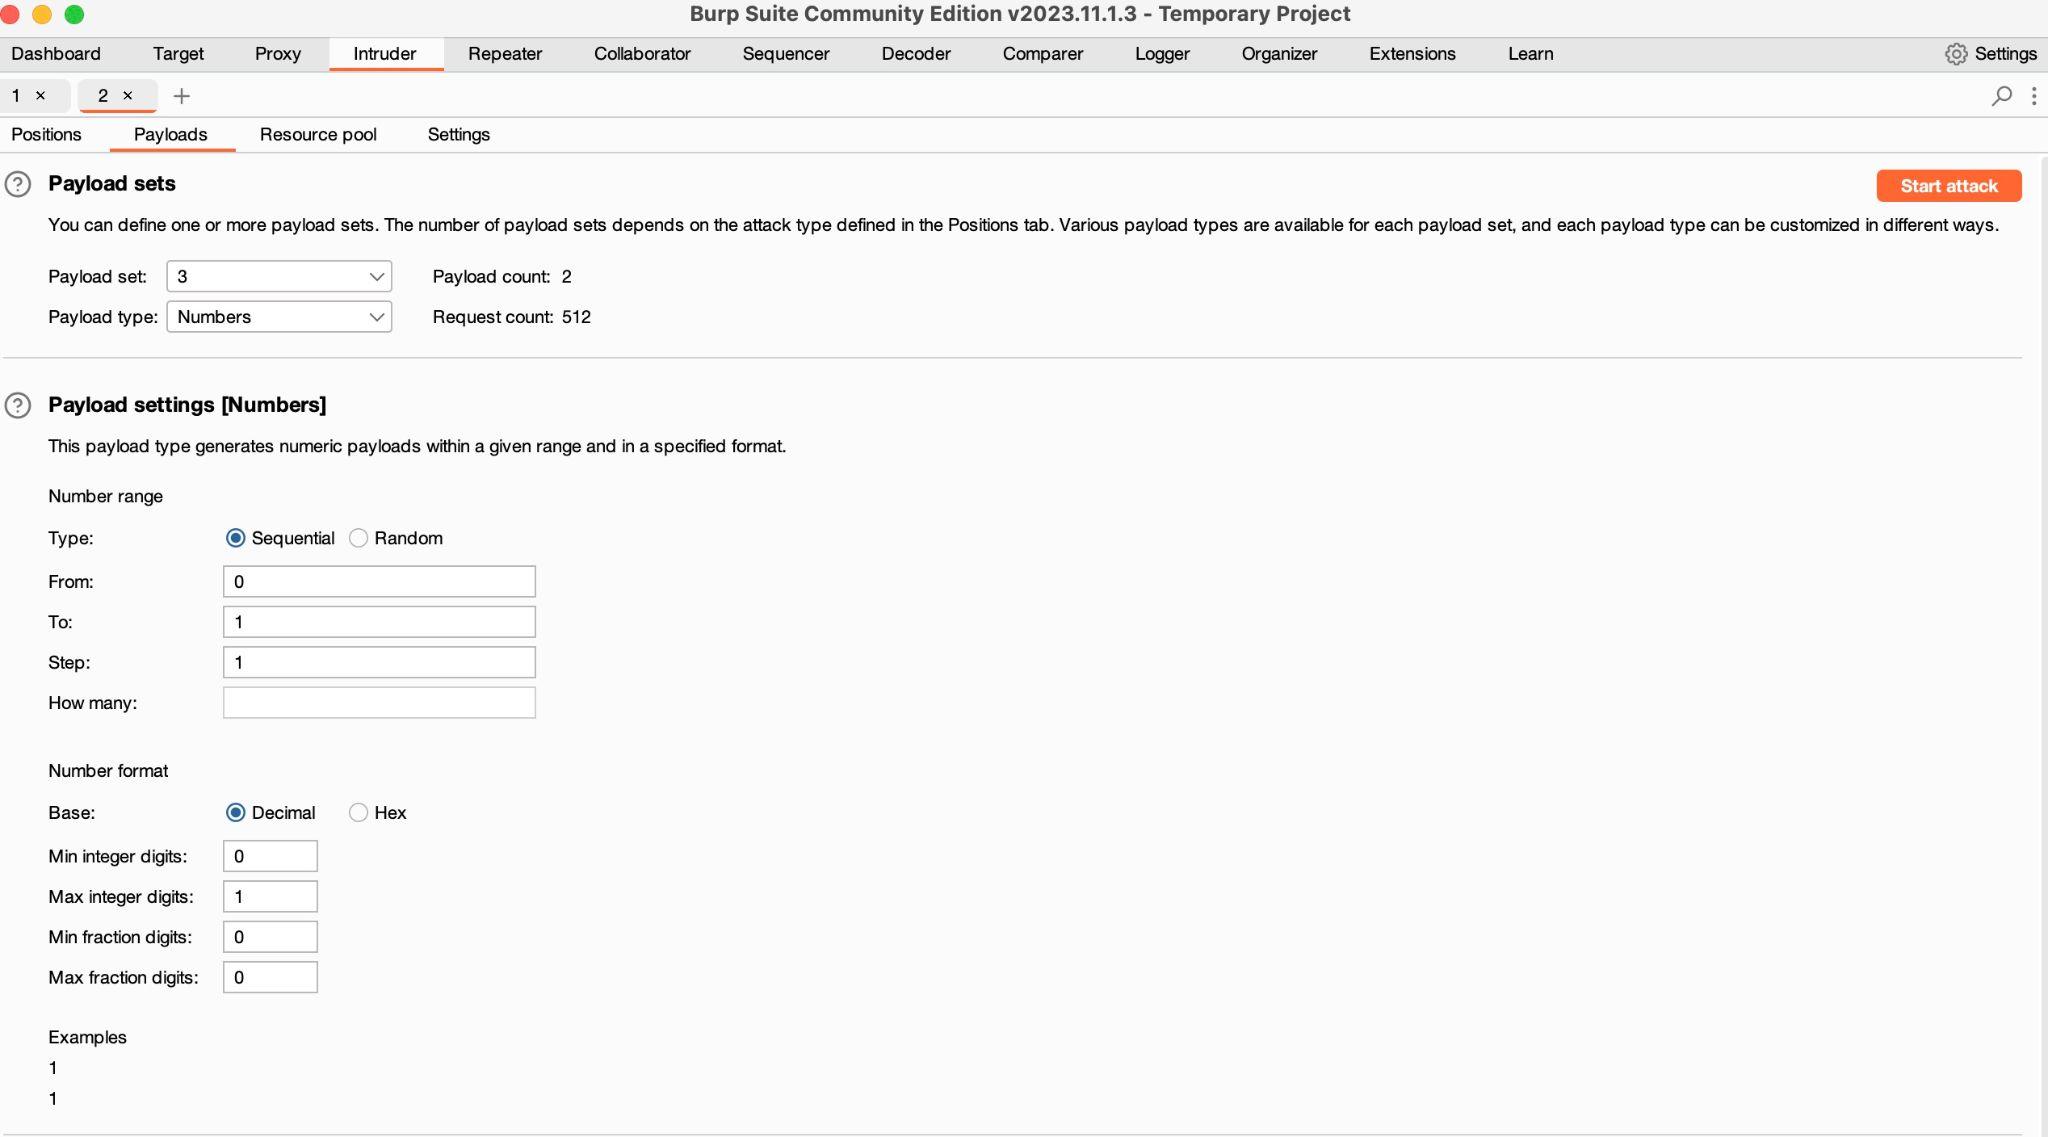 Burp Suite Community Edition v2023.11.1.3 - Temporary Project
Dashboard Target Proxy Intruder Repeater Collaborator Sequencer Decoder Comparer Logger Organizer Extensions Learn Settings
1 × 2 × +
Positions Payloads Resource pool Settings
? Payload sets Start attack
You can define one or more payload sets. The number of payload sets depends on the attack type defined in the Positions tab. Various payload types are available for each payload set, and each payload type can be customized in different ways.
Payload set: 3 Payload count: 2
Payload type: Numbers Request count: 512
? Payload settings [Numbers]
This payload type generates numeric payloads within a given range and in a specified format.
Number range
Type: Sequential Random
From: 0
To: 1
Step: 1
How many:
Number format
Base: Decimal Hex
Min integer digits: 0
Max integer digits: 1
Min fraction digits: 0
Max fraction digits: 0
Examples
1
1